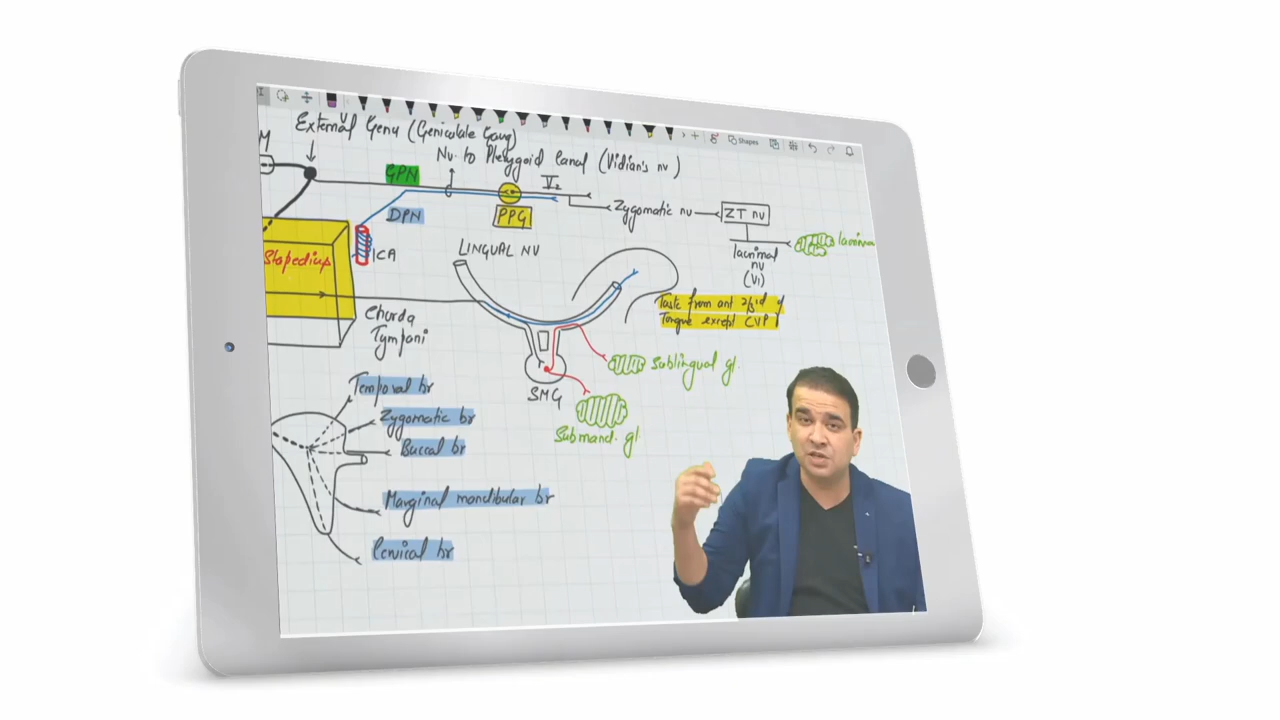 Shapes
External Genu (Geniculate Gang)
M
Nv. to Pterygoid Canal (Vidian's nv)
GPN
V2
DPN
PPG
Zygomatic nv
ZT nv
Stapedius
ICA
LINGUAL NV
lacrimal
nv
(V1)
lacrima
Chorda
Tympani
Taste from ant 2/3rd of
Tongue except CVP
Sublingual gl.
SMG
Submand. gl
Temporal br
Zygomatic br
Buccal br
Marginal mandibular br
Cervical br